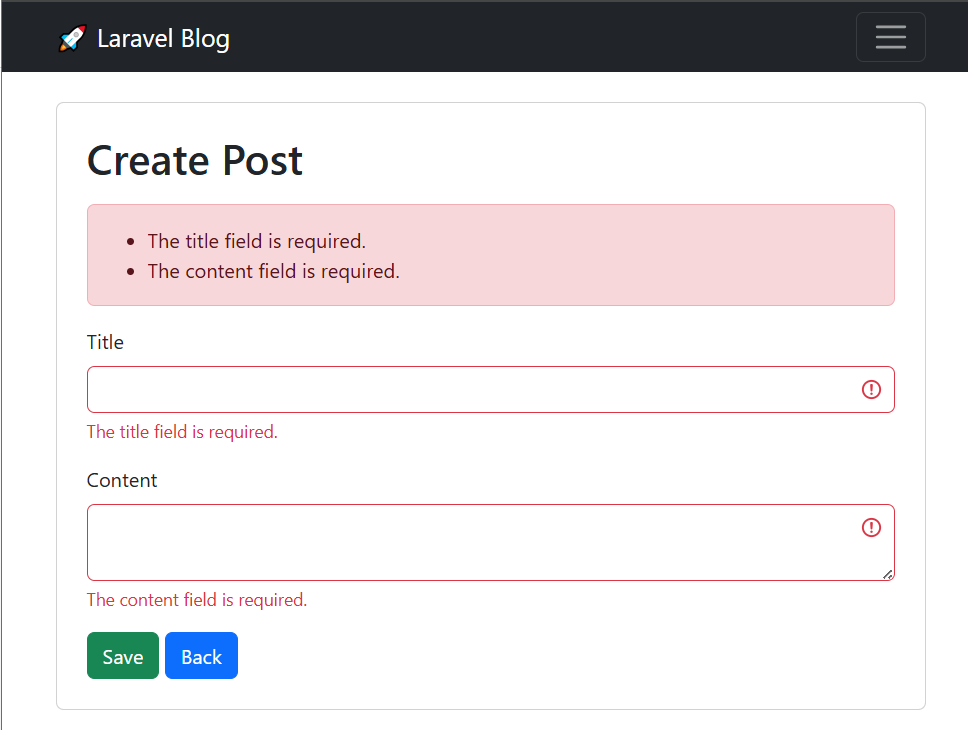 🚀 Laravel Blog
Create Post
• The title field is required.
• The content field is required.
Title
The title field is required.
Content
The content field is required.
Save Back